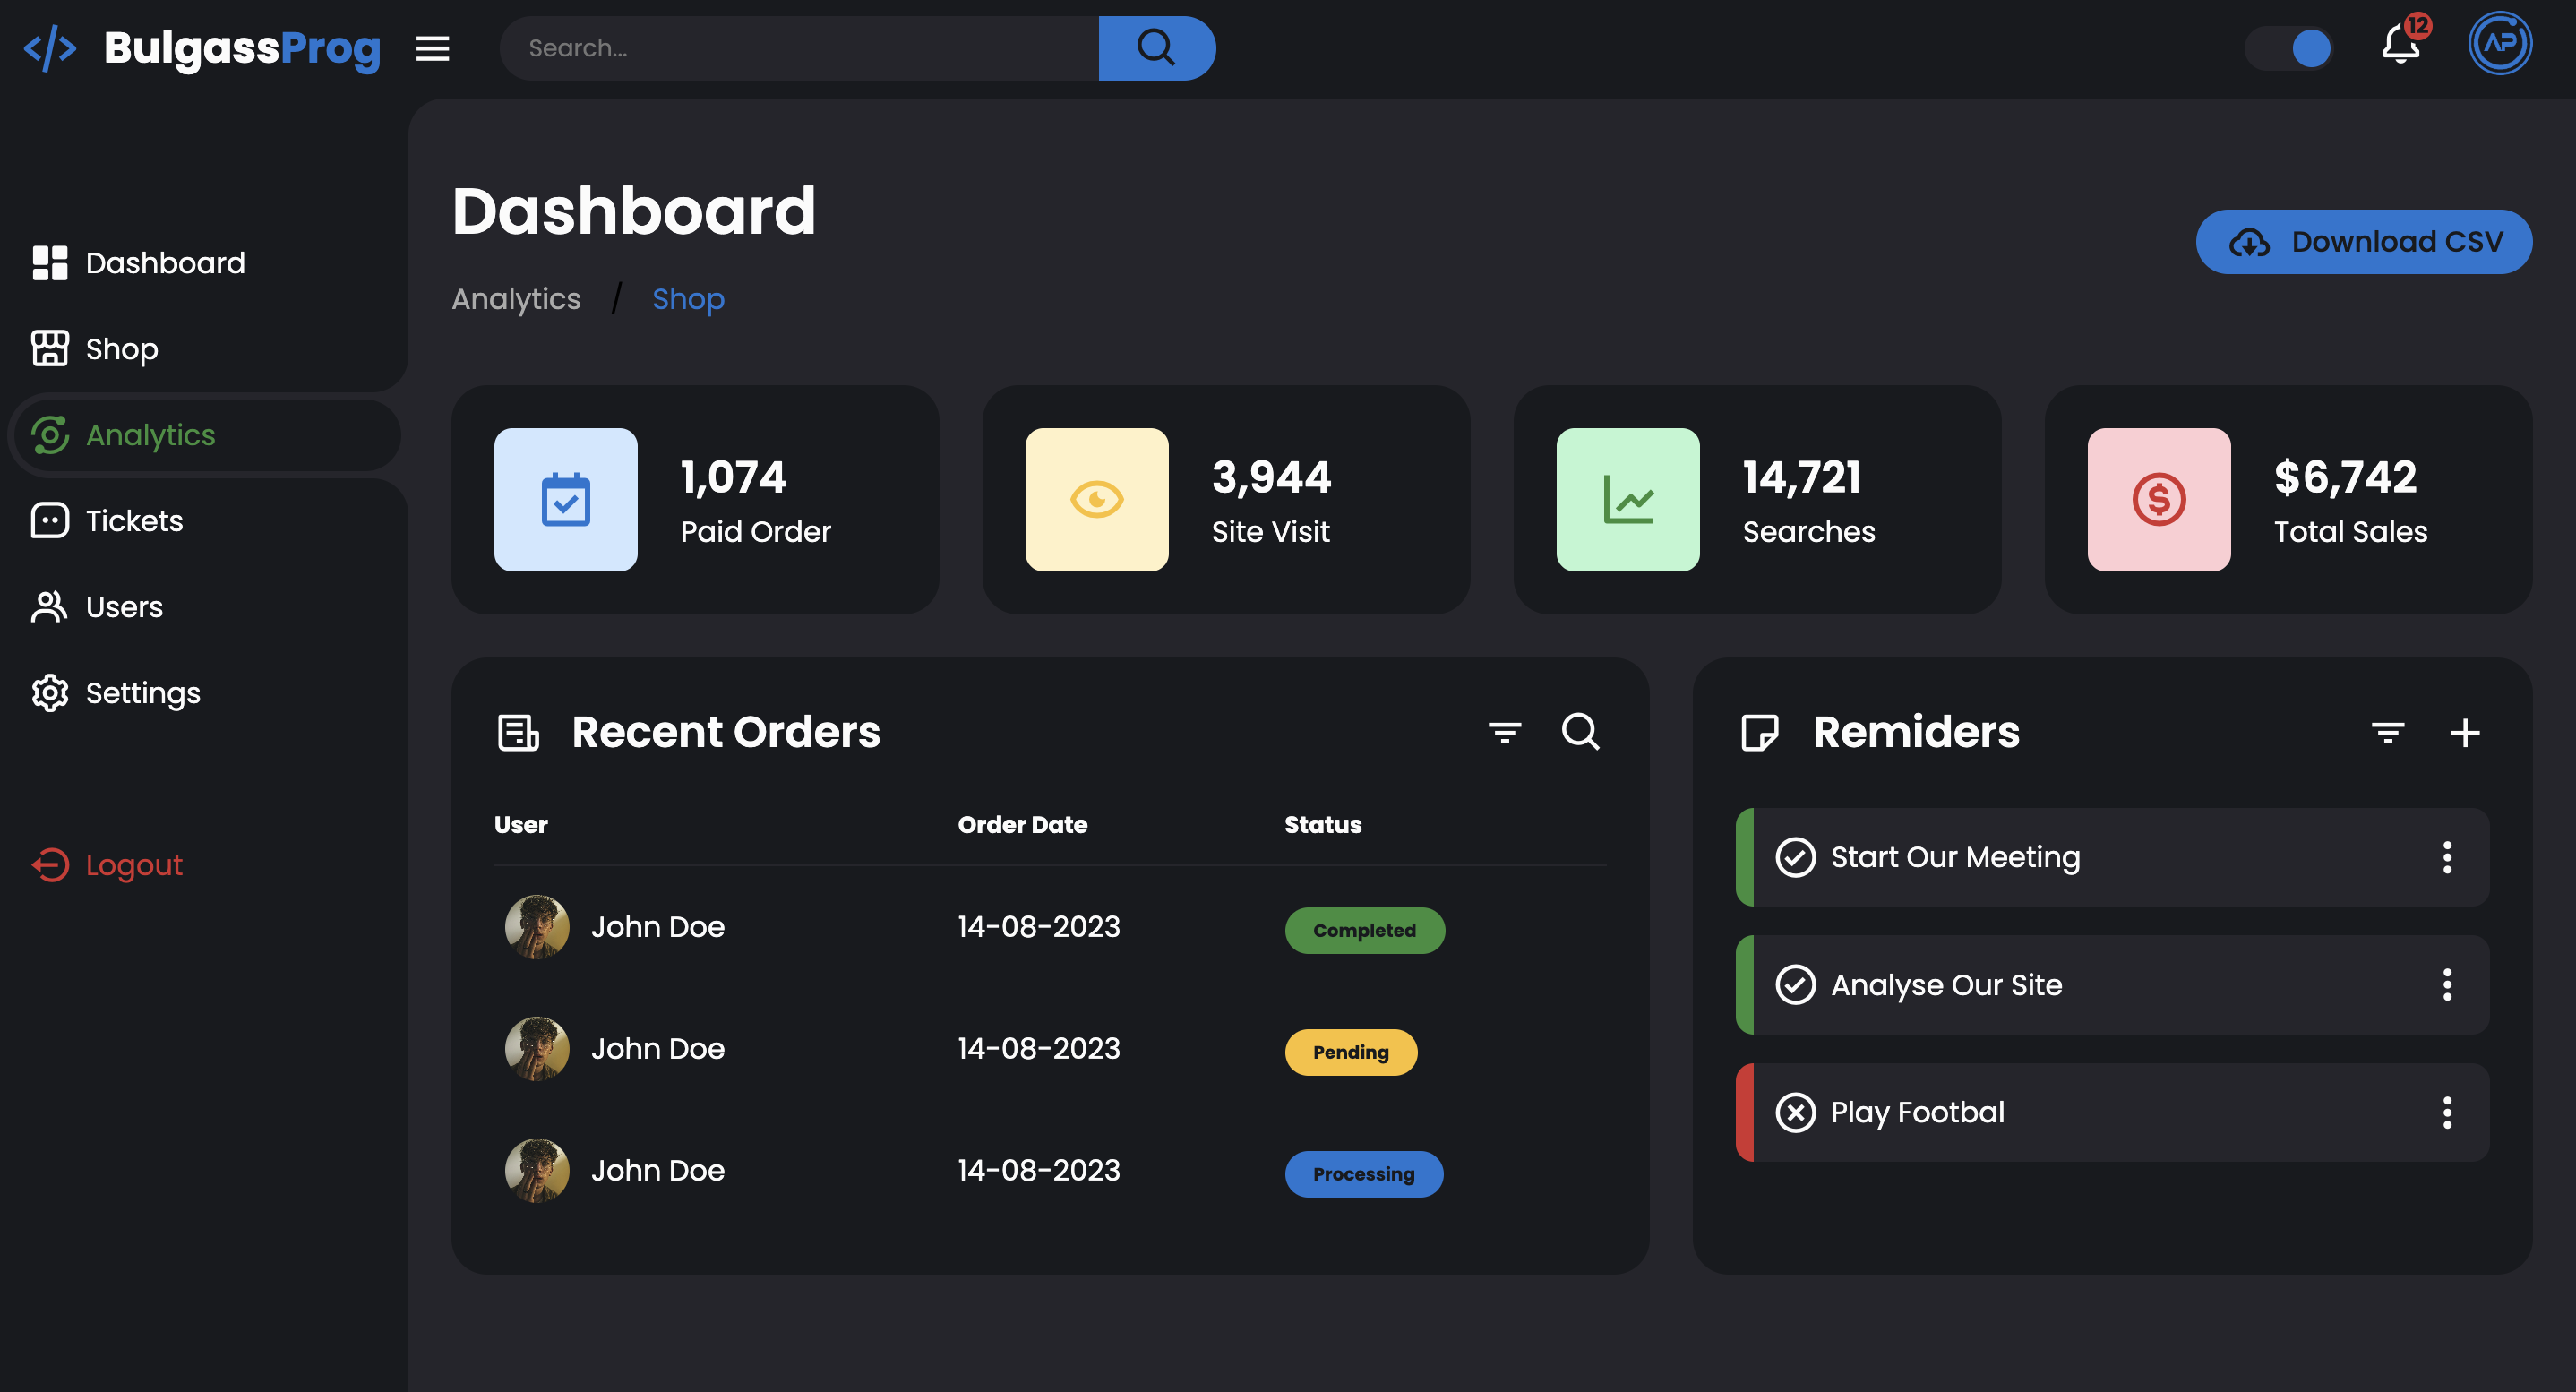 BulgassProg
Search...
12
AP
Dashboard
Shop
Analytics
Tickets
Users
Settings
Logout
Dashboard
Analytics / Shop
Download CSV
1,074
Paid Order
3,944
Site Visit
14,721
Searches
$6,742
Total Sales
Recent Orders
User Order Date Status
John Doe 14-08-2023 Completed
John Doe 14-08-2023 Pending
John Doe 14-08-2023 Processing
Remiders
Start Our Meeting
Analyse Our Site
Play Footbal